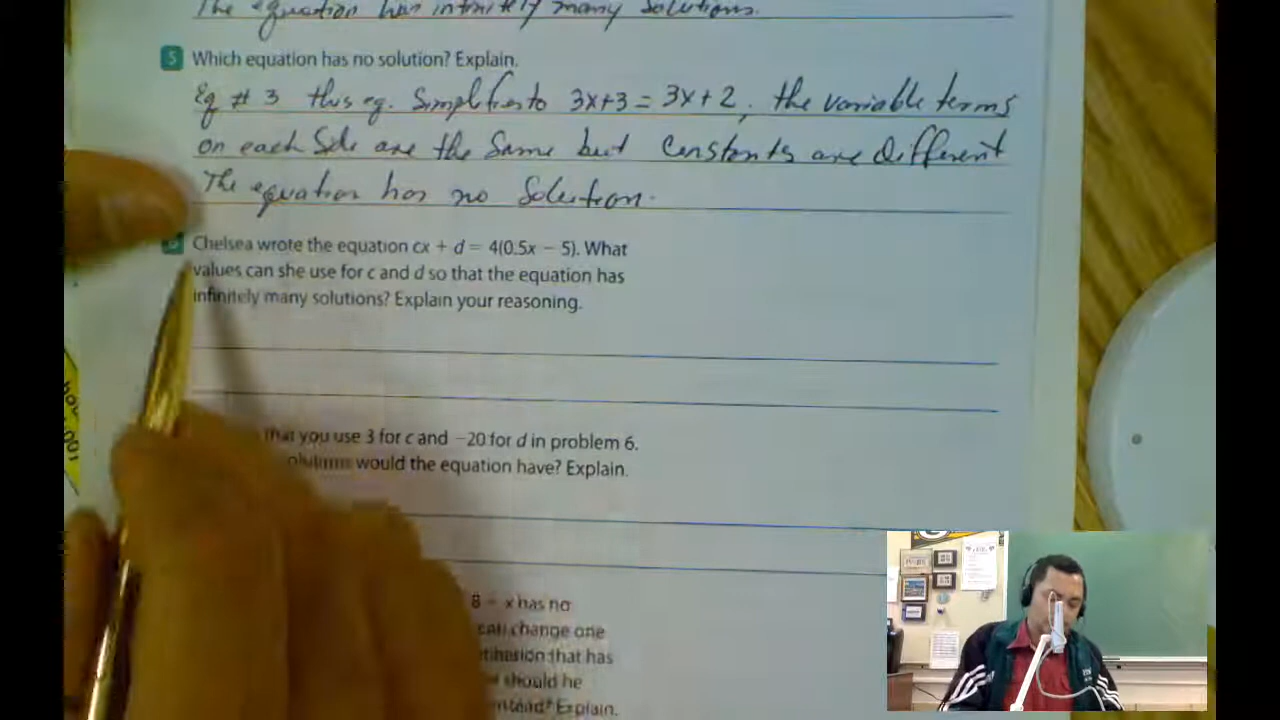 The equation has infinitely many solutions.
5 Which equation has no solution? Explain.
Eq # 3 this eq. Simplifies to 3x+3 = 3x+2, the variable terms
on each side are the same but constants are different
The equation has no solution.
Chelsea wrote the equation cx + d = 4(0.5x − 5). What
values can she use for c and d so that the equation has
infinitely many solutions? Explain your reasoning.
that you use 3 for c and −20 for d in problem 6.
solutions would the equation have? Explain.
8 − x has no
can change one
that has
should he
instead? Explain.